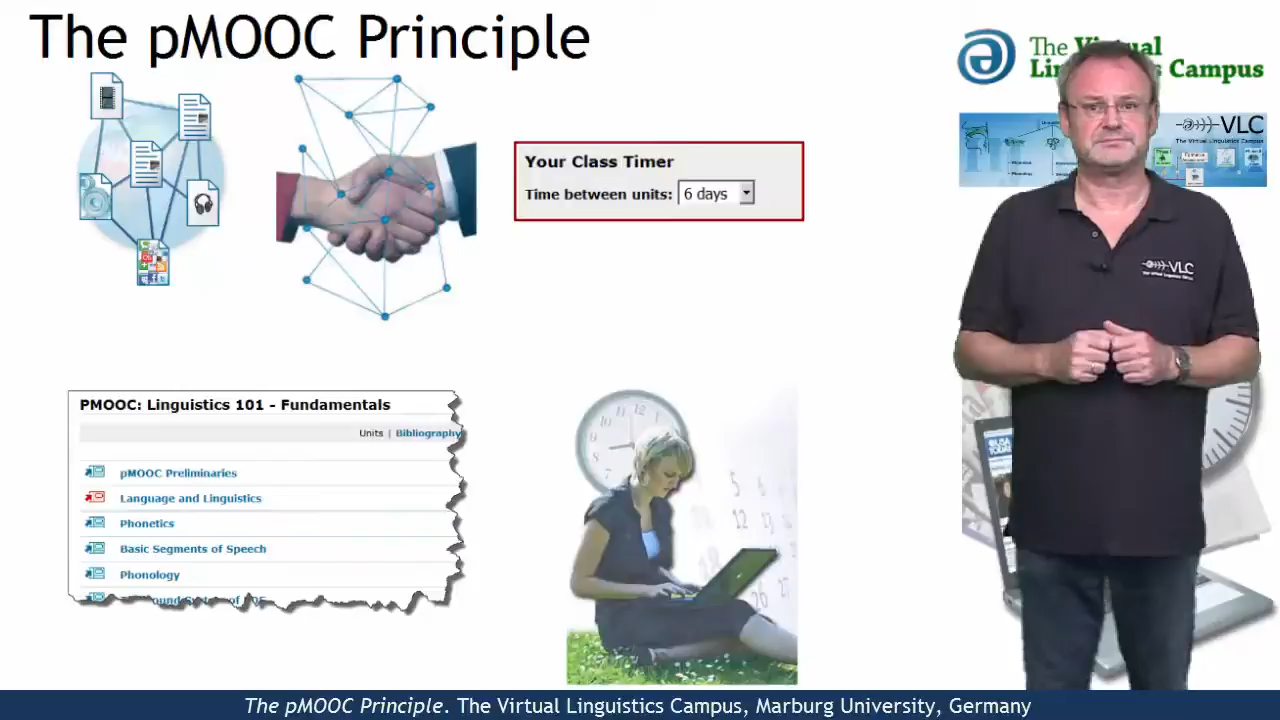 The pMOOC Principle
The Virtual
Campus
VLC
The Virtual Linguistics Campus
Your Class Timer
Time between units: 6 days
VLC
PMOOC: Linguistics 101 - Fundamentals
Units | Bibliography
pMOOC Preliminaries
Language and Linguistics
Phonetics
Basic Segments of Speech
Phonology
USA
TODAY
The pMOOC Principle. The Virtual Linguistics Campus, Marburg University, Germany